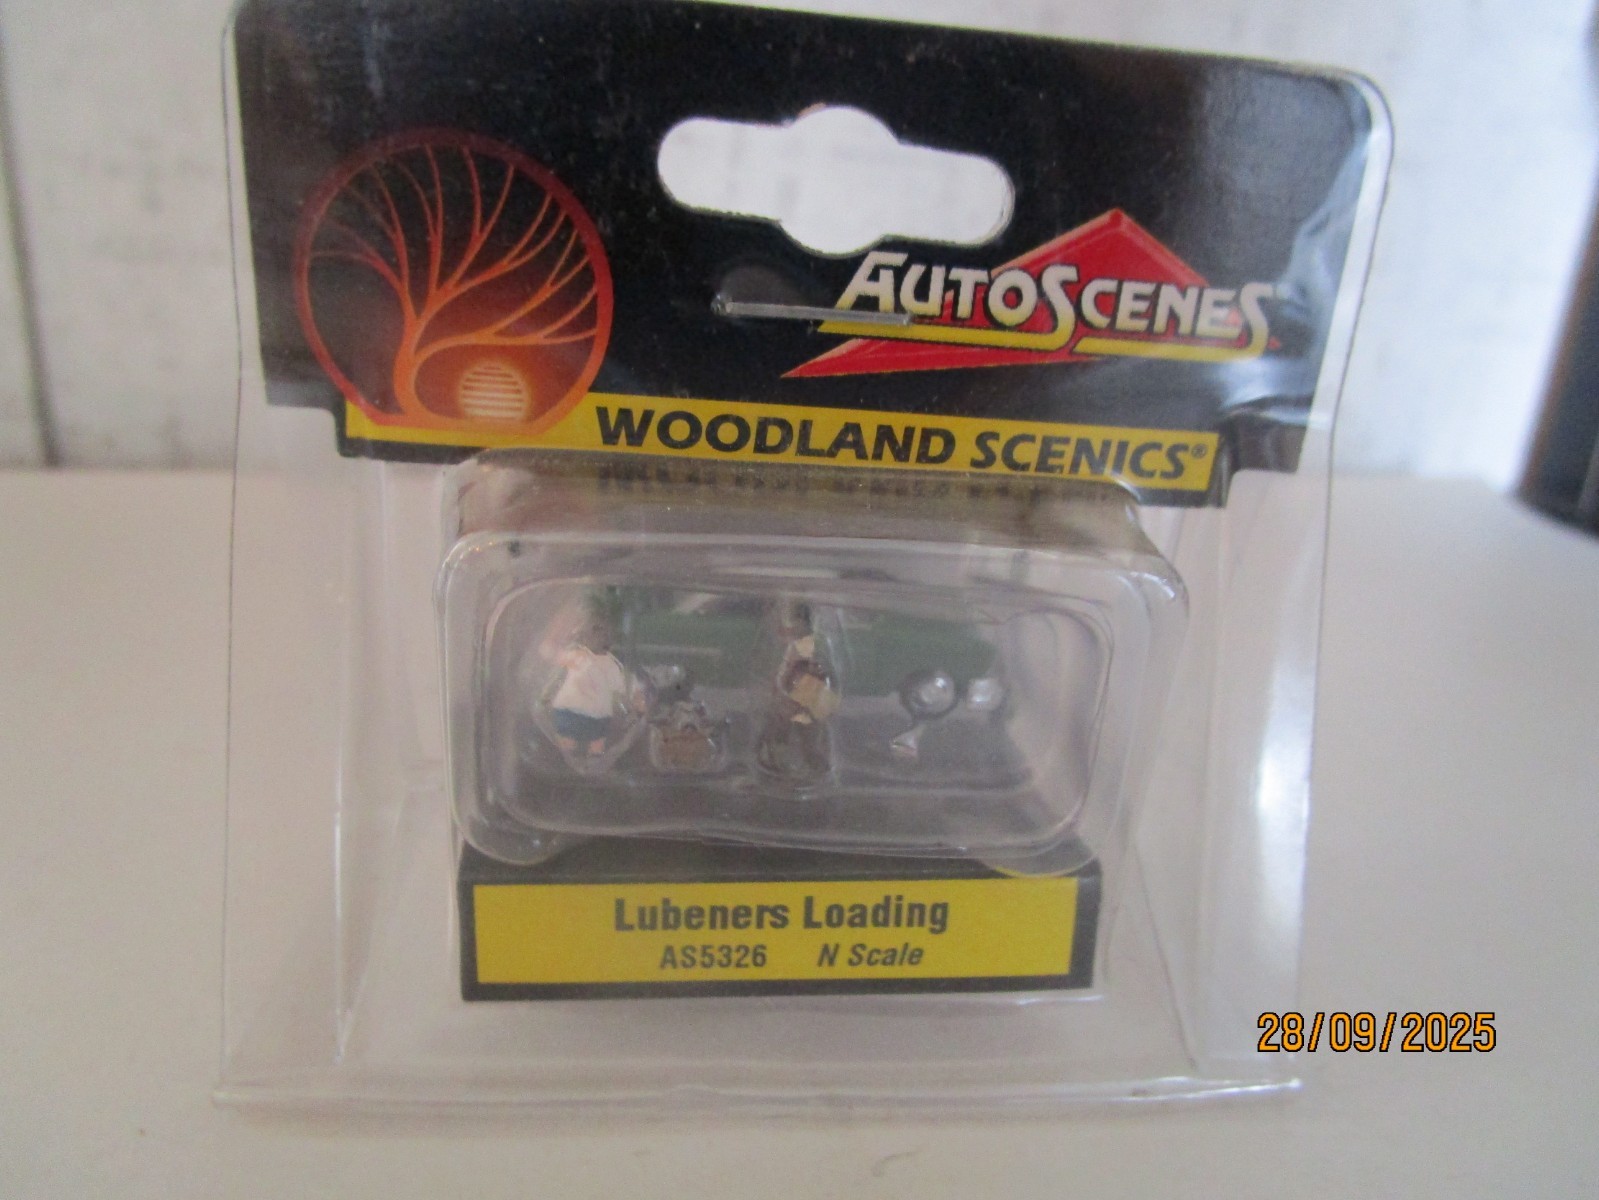 AUTOSCENES
WOODLAND SCENICS®
Lubeners Loading
AS5326 N Scale
28/09/2025